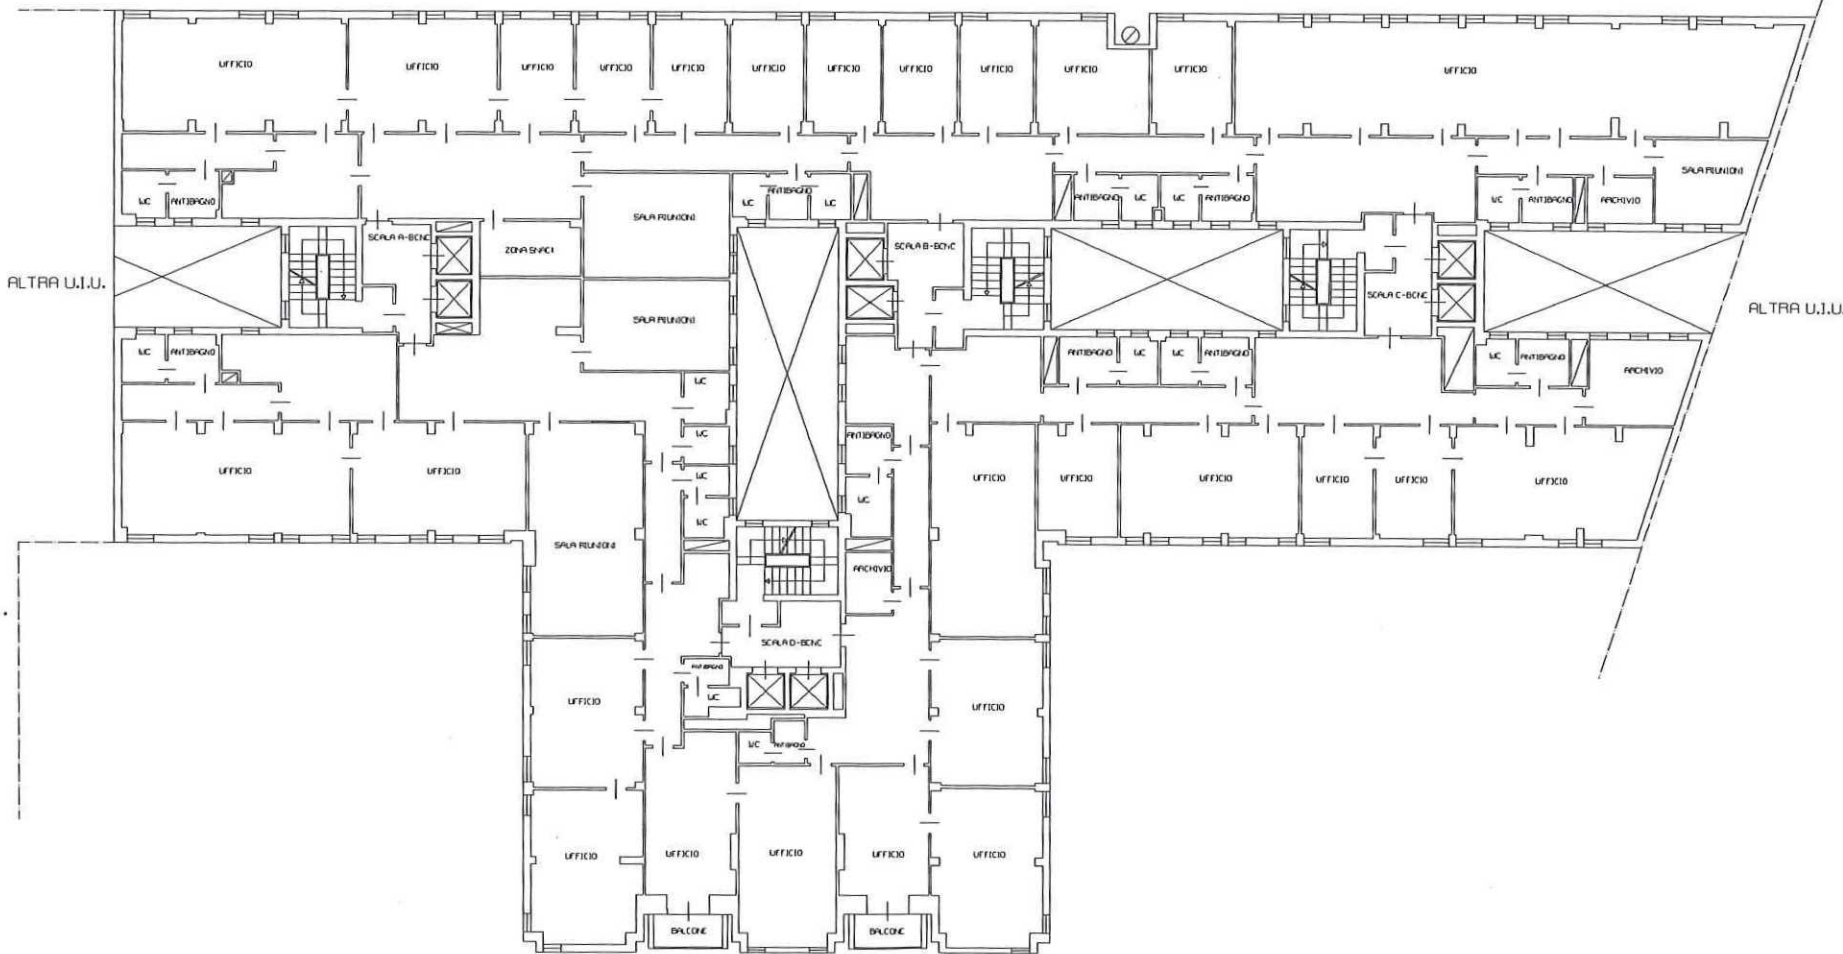 UFFICIO
UFFICIO
UFFICIO
UFFICIO
UFFICIO
UFFICIO
UFFICIO
UFFICIO
UFFICIO
UFFICIO
UFFICIO
UFFICIO
SALA RIUNIONI
WC
ANTIBAGNO
SALA RIUNIONI
WC
ANTIBAGNO
WC
ANTIBAGNO
WC
WC
ANTIBAGNO
WC
ANTIBAGNO
ARCHIVIO
SCALA A-BCNC
ZONA SNACK
SCALA B-BCNC
ALTRA U.I.U.
SCALA C-BCNC
ALTRA U.I.U.
SALA RIUNIONI
WC
ANTIBAGNO
ANTIBAGNO
WC
WC
ANTIBAGNO
WC
ANTIBAGNO
ARCHIVIO
WC
WC
ANTIBAGNO
UFFICIO
UFFICIO
WC
WC
UFFICIO
UFFICIO
UFFICIO
UFFICIO
UFFICIO
UFFICIO
WC
SALA RIUNIONI
ARCHIVIO
SCALA D-BCNC
ANTIBAGNO
WC
UFFICIO
UFFICIO
WC
ANTIBAGNO
UFFICIO
UFFICIO
UFFICIO
UFFICIO
UFFICIO
BALCONE
BALCONE